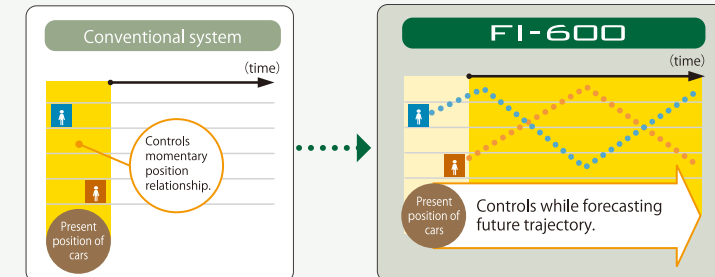 Conventional system
(time)
Controls
momentary
position
relationship.
Present
position of
cars
FI-600
(time)
Present
position of
cars
Controls while forecasting
future trajectory.